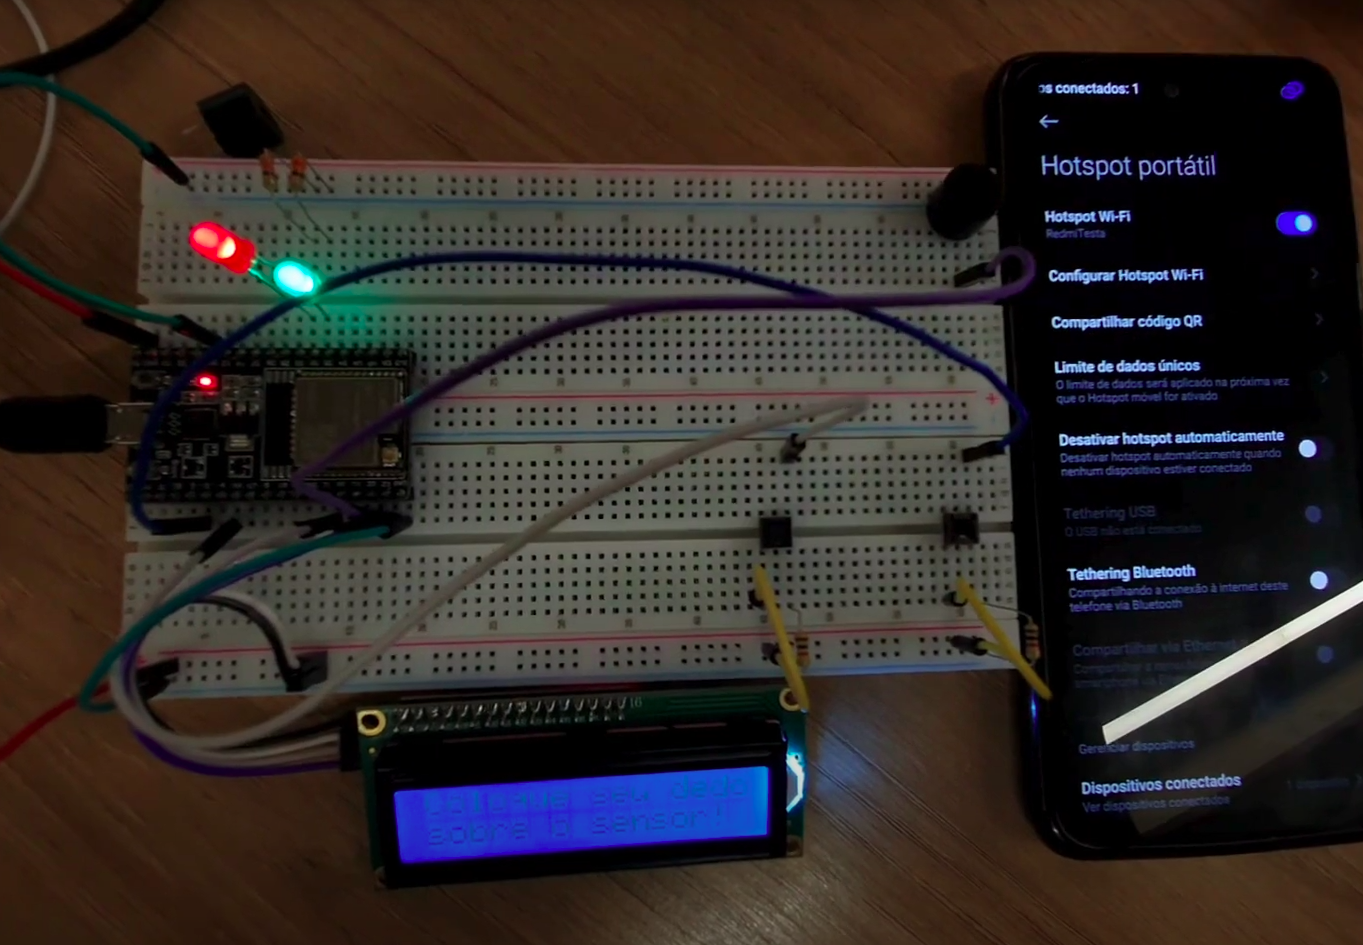 os conectados: 1
Hotspot portátil
Hotspot Wi-Fi
RedmiTesta
Configurar Hotspot Wi-Fi
Compartilhar código QR
Limite de dados únicos
O limite de dados será aplicado na próxima vez
que o Hotspot móvel for ativado
Desativar hotspot automaticamente
Desativar hotspot automaticamente quando
nenhum dispositivo estiver conectado
Tethering USB
O USB não está conectado
Tethering Bluetooth
Compartilhando a conexão à internet deste
telefone via Bluetooth
Compartilhar via Ethernet
Gerenciar dispositivos
Dispositivos conectados
Ver dispositivos conectados
16
Coloque seu dedo
sobre o sensor!